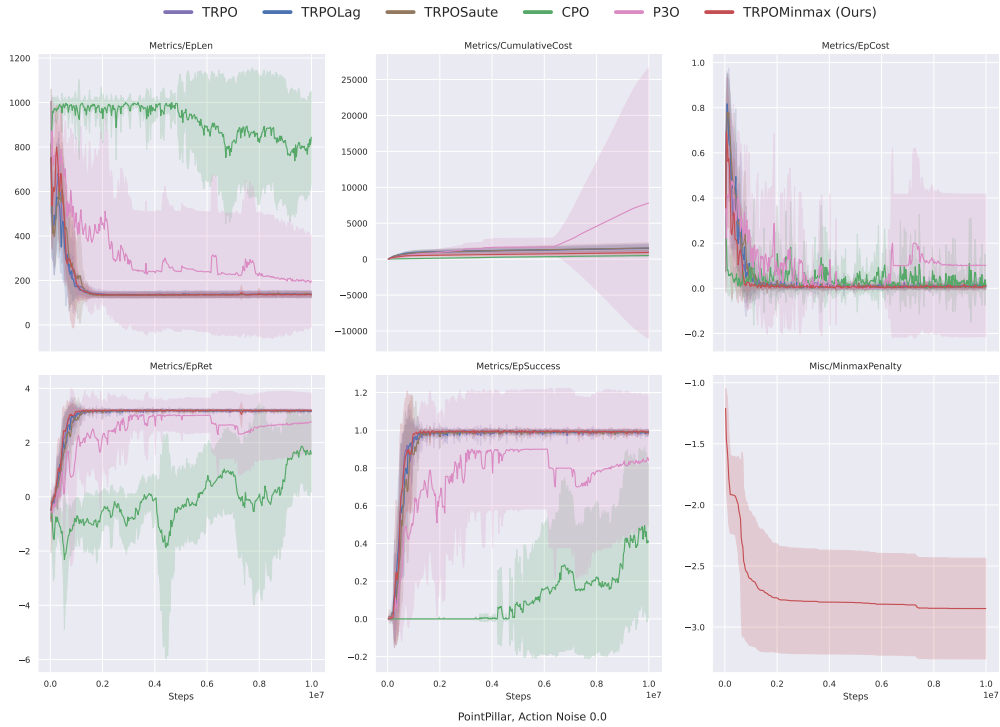 TRPO TRPOLag TRPOSaute CPO P3O TRPOMinmax (Ours)
Metrics/EpLen
1200
1000
800
600
400
200
0
Metrics/CumulativeCost
25000
20000
15000
10000
5000
0
−5000
−10000
Metrics/EpCost
1.0
0.8
0.6
0.4
0.2
0.0
−0.2
Metrics/EpRet
4
2
0
−2
−4
−6
0.0 0.2 0.4 0.6 0.8 1.0
1e7
Steps
Metrics/EpSuccess
1.2
1.0
0.8
0.6
0.4
0.2
0.0
−0.2
0.0 0.2 0.4 0.6 0.8 1.0
1e7
Steps
Misc/MinmaxPenalty
−1.0
−1.5
−2.0
−2.5
−3.0
0.0 0.2 0.4 0.6 0.8 1.0
1e7
Steps
PointPillar, Action Noise 0.0